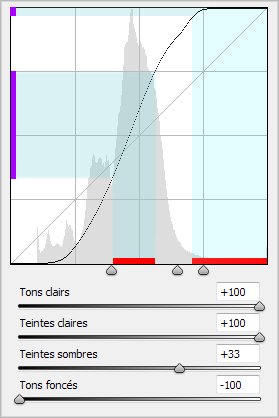 Tons clairs
+100
Teintes claires
+100
Teintes sombres
+33
Tons foncés
-100